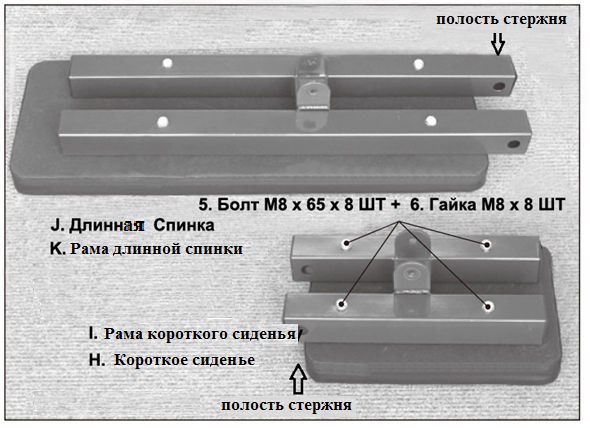 полость стержня
5. Болт М8 х 65 х 8 ШТ + 6. Гайка М8 х 8 ШТ
J. Длинная Спинка
K. Рама длинной спинки
I. Рама короткого сиденья
H. Короткое сиденье
полость стержня